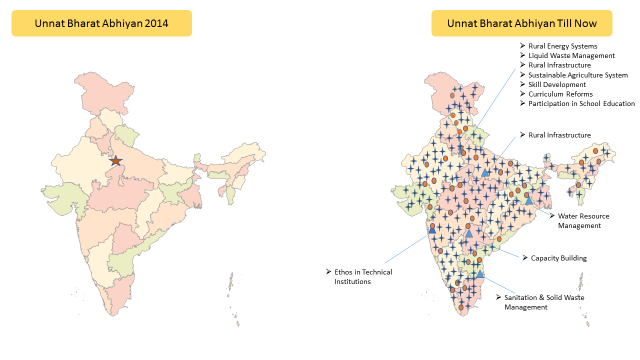 Unnat Bharat Abhiyan 2014
Unnat Bharat Abhiyan Till Now
➢ Rural Energy Systems
➢ Liquid Waste Management
➢ Rural Infrastructure
➢ Sustainable Agriculture System
➢ Skill Development
➢ Curriculum Reforms
➢ Participation in School Education
➢ Rural Infrastructure
➢ Water Resource
Management
➢ Capacity Building
➢ Ethos in Technical
Institutions
➢ Sanitation & Solid Waste
Management